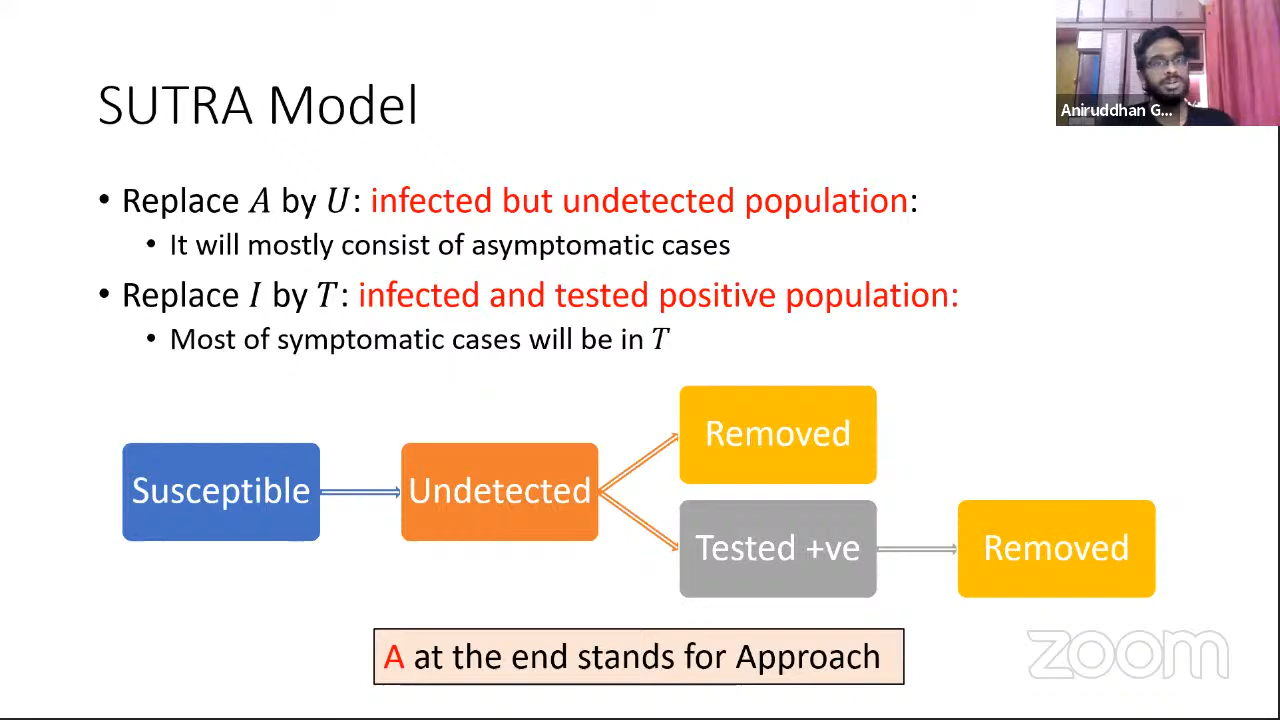 SUTRA Model
Aniruddhan G...
• Replace A by U: infected but undetected population:
• It will mostly consist of asymptomatic cases
• Replace I by T: infected and tested positive population:
• Most of symptomatic cases will be in T
Removed
Susceptible
Undetected
Tested +ve
Removed
A at the end stands for Approach
zoom